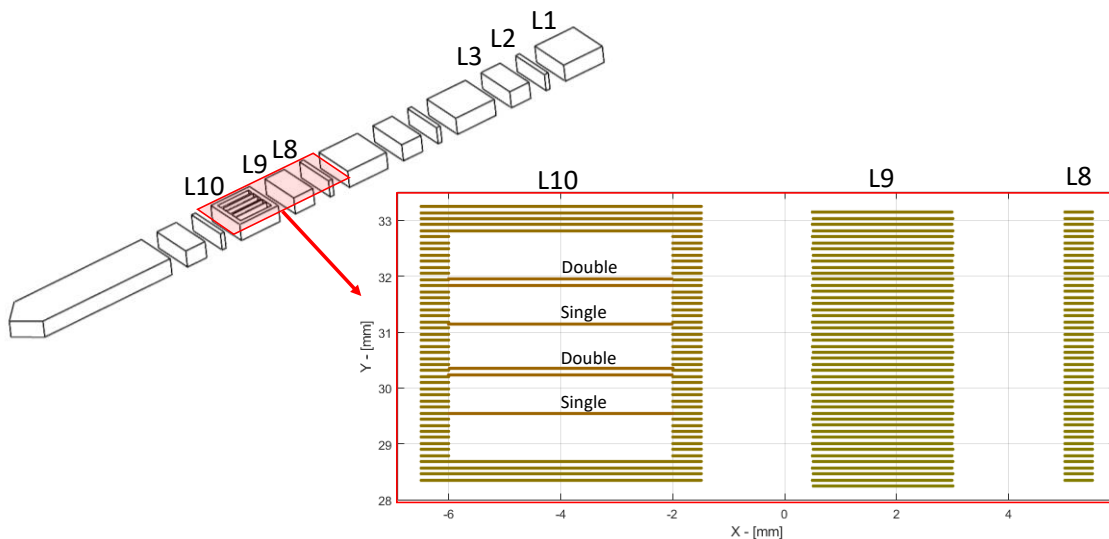 L1
L2
L3
L8
L9
L10
L10 L9 L8
33
32
31
30
29
28
Y - [mm]
Double
Single
Double
Single
-6 -4 -2 0 2 4
X - [mm]